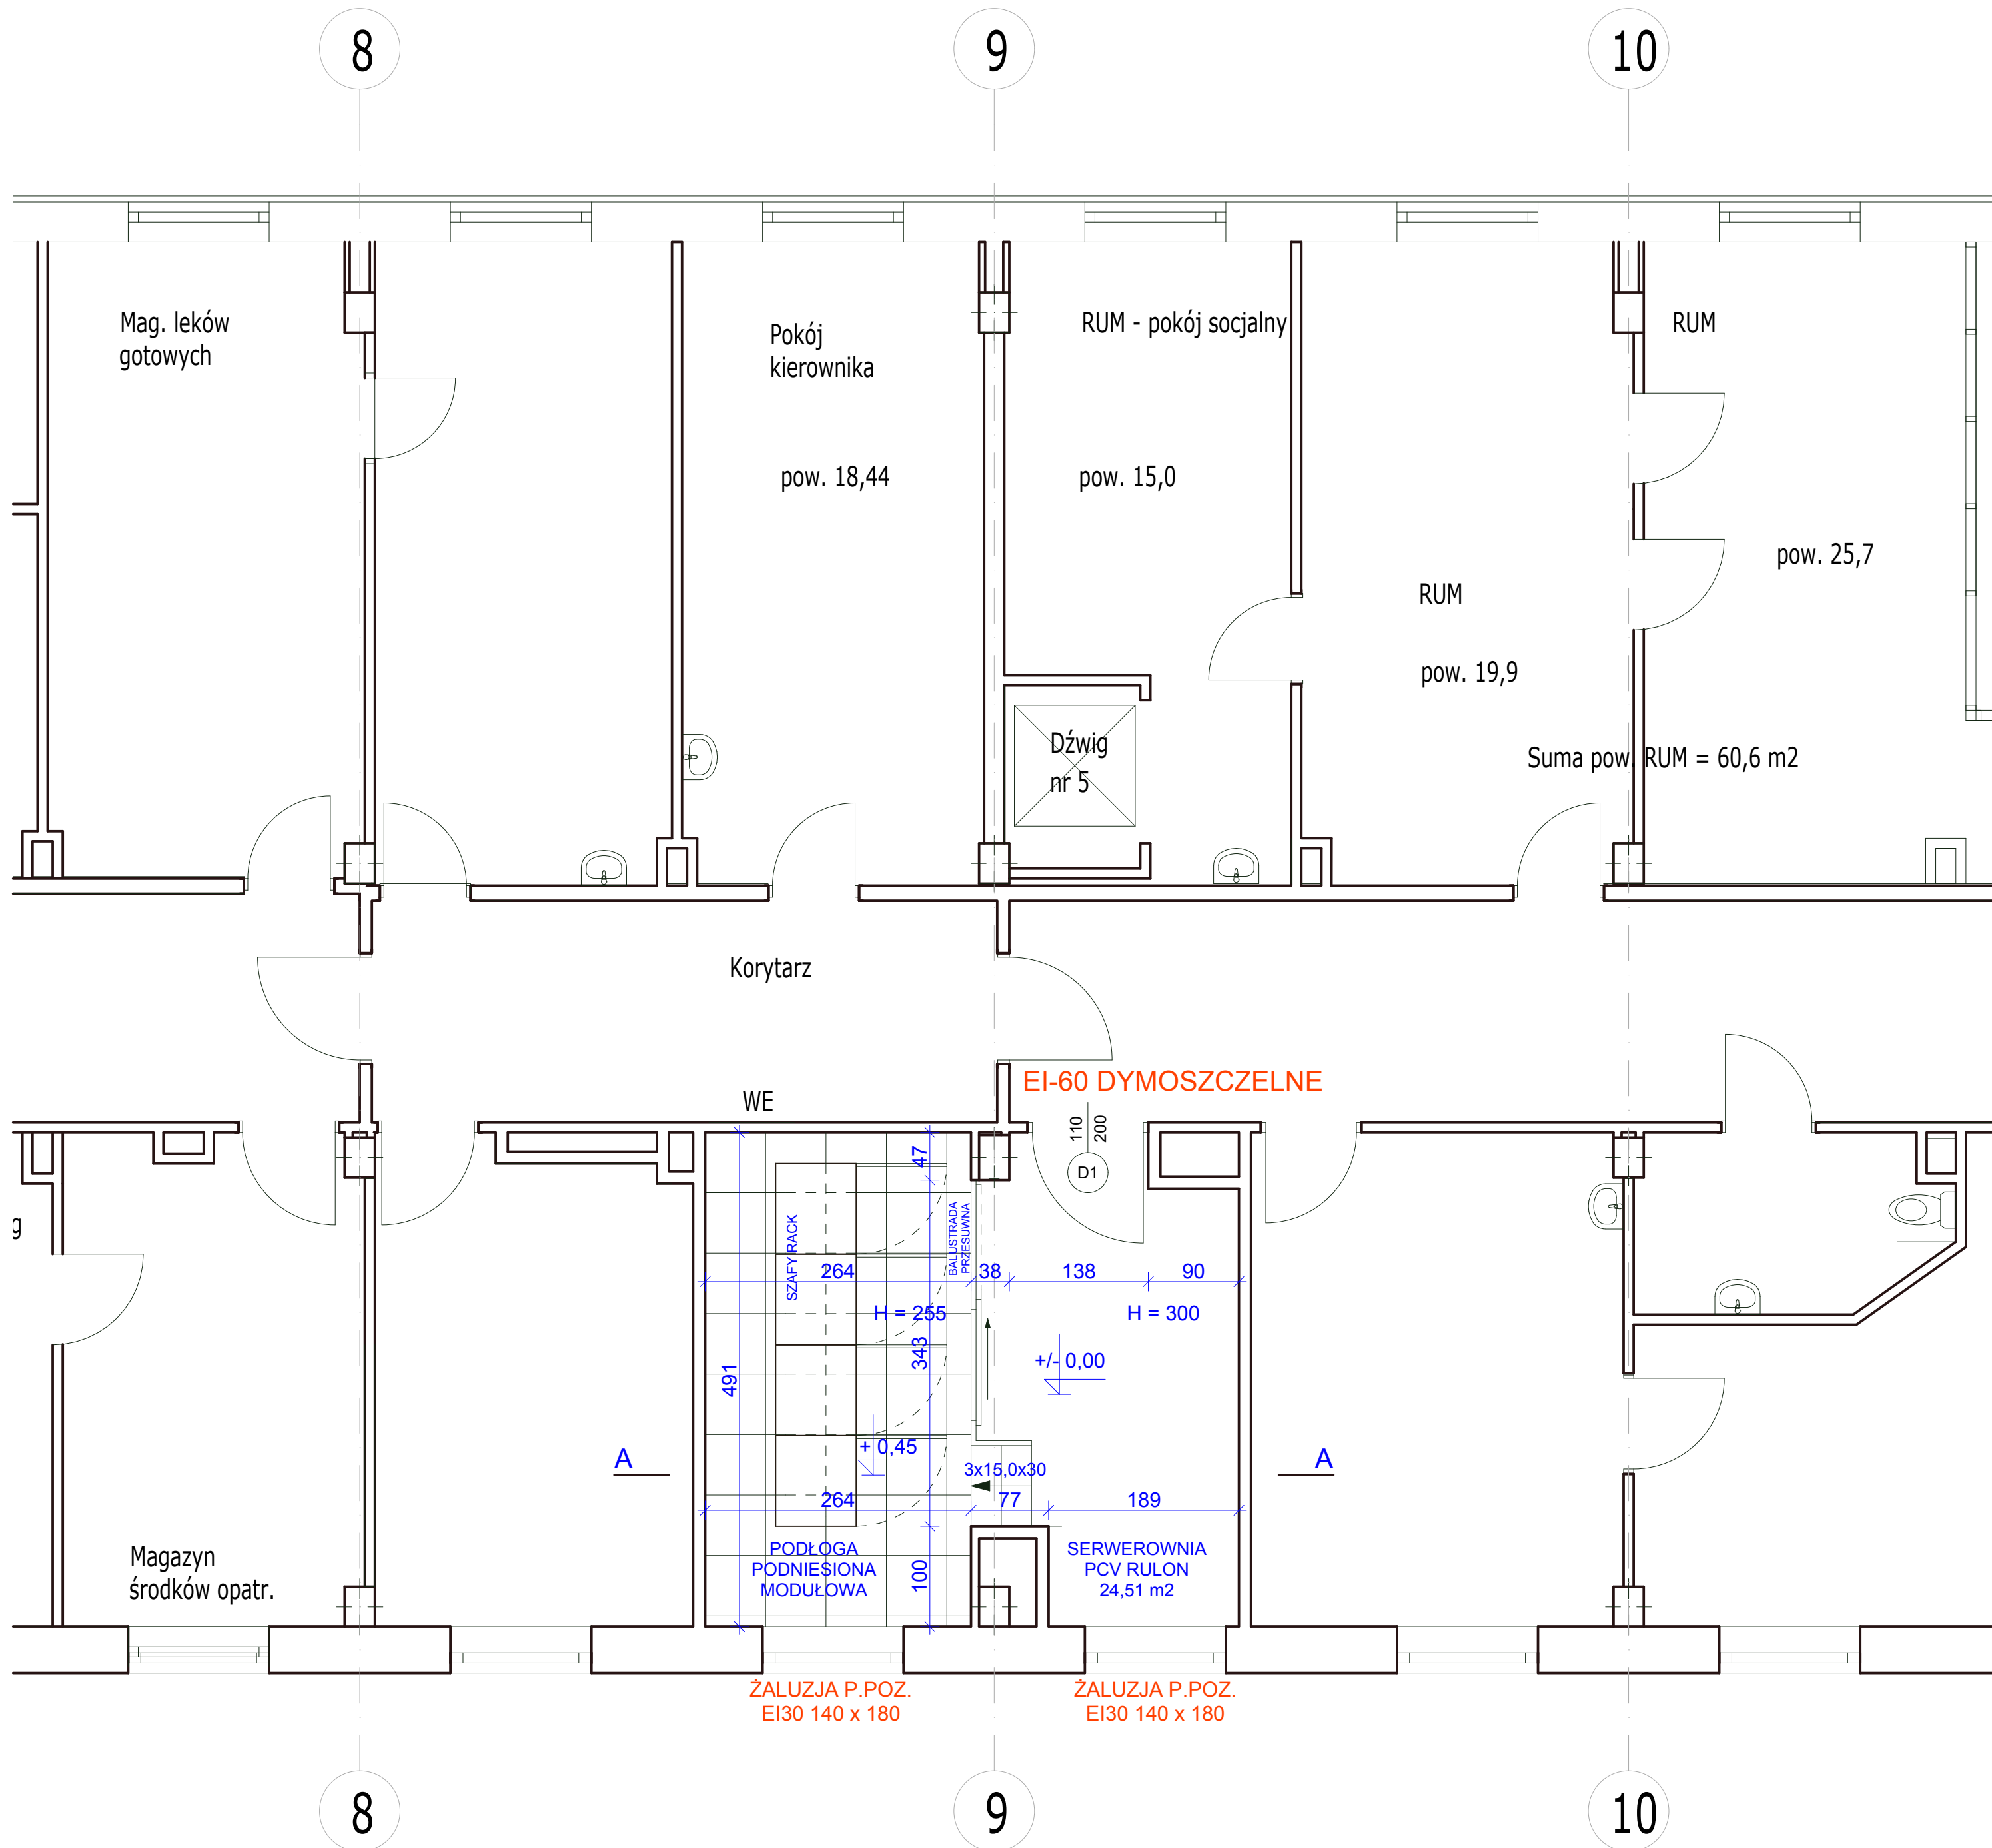 8
9
10
Mag. leków
gotowych
Pokój
kierownika
pow. 18,44
RUM - pokój socjalny
pow. 15,0
RUM
pow. 25,7
RUM
pow. 19,9
Suma pow. RUM = 60,6 m2
Dźwig
nr 5
Korytarz
WE
EI-60 DYMOSZCZELNE
110
200
D1
g
47
SZAFY RACK
BALUSTRADA
PRZESUWNA
264
38
138
90
H = 255
H = 300
491
343
+/- 0,00
+ 0,45
A
A
3x15,0x30
264
77
189
100
PODŁOGA
PODNIESIONA
MODUŁOWA
SERWEROWNIA
PCV RULON
24,51 m2
Magazyn
środków opatr.
ŻALUZJA P.POZ.
EI30 140 x 180
ŻALUZJA P.POZ.
EI30 140 x 180
8
9
10